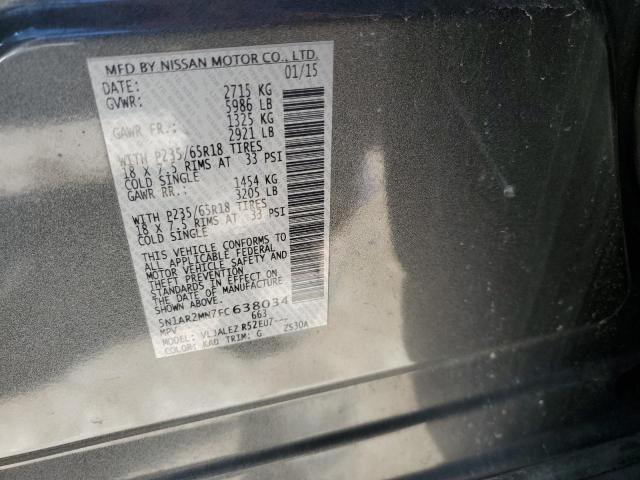 MFD BY NISSAN MOTOR CO., LTD.
DATE: 01/15
GVWR: 2715 KG
5986 LB
GAWR FR.: 1325 KG
2921 LB
WITH P235/65R18 TIRES
18 X 7.5 RIMS AT 33 PSI
COLD SINGLE
GAWR RR.: 1454 KG
3205 LB
WITH P235/65R18 TIRES
18 X 7.5 RIMS AT 33 PSI
COLD SINGLE
THIS VEHICLE CONFORMS TO
ALL APPLICABLE FEDERAL
MOTOR VEHICLE SAFETY AND
THEFT PREVENTION
STANDARDS IN EFFECT ON
THE DATE OF MANUFACTURE
SHOWN ABOVE.
5N1AR2MN7FC638034
MPV 663
MODEL: VLJALEZ R52EU7---
COLOR: KAD TRIM: G Z530A